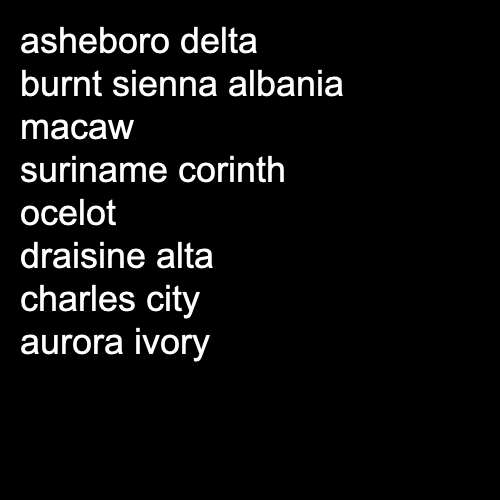 asheboro delta
burnt sienna albania
macaw
suriname corinth
ocelot
draisine alta
charles city
aurora ivory